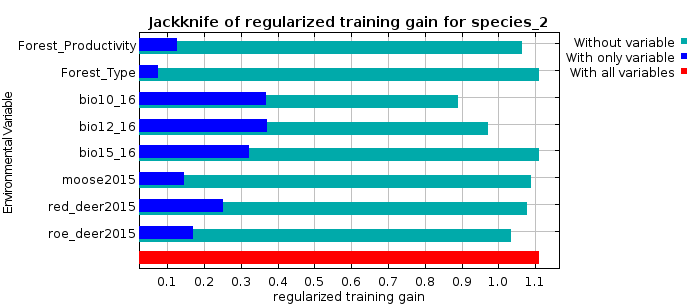 Jackknife of regularized training gain for species_2
Environmental Variable
Forest_Productivity
Forest_Type
bio10_16
bio12_16
bio15_16
moose2015
red_deer2015
roe_deer2015
0.1 0.2 0.3 0.4 0.5 0.6 0.7 0.8 0.9 1.0 1.1
regularized training gain
Without variable
With only variable
With all variables